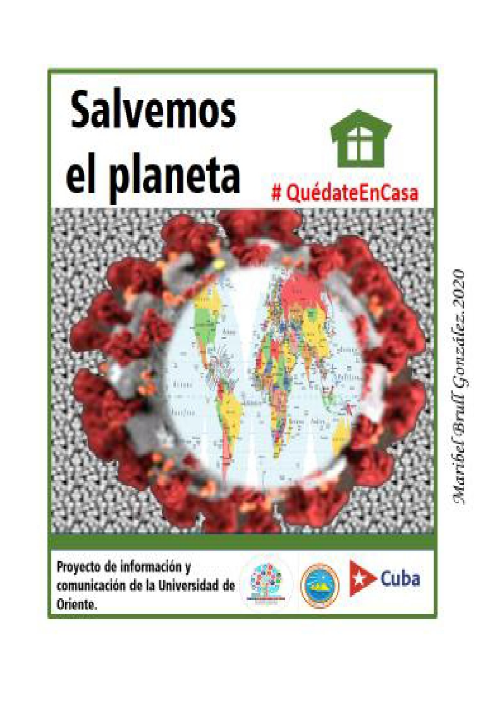 Salvemos
el planeta
# QuédateEnCasa
Proyecto de información y
comunicación de la Universidad de
Oriente.
Cuba
Maribel Brull González.2020